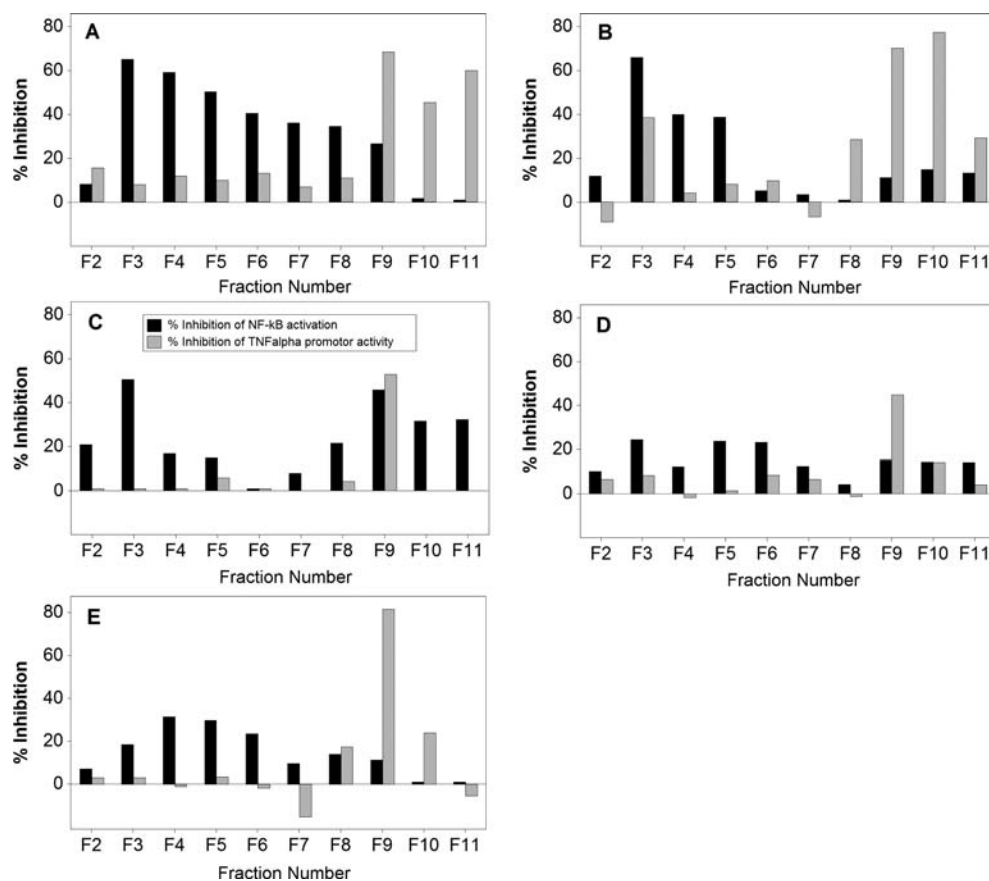 A
% Inhibition
80
60
40
20
0
F2 F3 F4 F5 F6 F7 F8 F9 F10 F11
Fraction Number
B
% Inhibition
80
60
40
20
0
F2 F3 F4 F5 F6 F7 F8 F9 F10 F11
Fraction Number
C
% Inhibition of NF-kB activation
% Inhibition of TNFalpha promotor activity
% Inhibition
80
60
40
20
0
F2 F3 F4 F5 F6 F7 F8 F9 F10 F11
Fraction Number
D
% Inhibition
80
60
40
20
0
F2 F3 F4 F5 F6 F7 F8 F9 F10 F11
Fraction Number
E
% Inhibition
80
60
40
20
0
F2 F3 F4 F5 F6 F7 F8 F9 F10 F11
Fraction Number